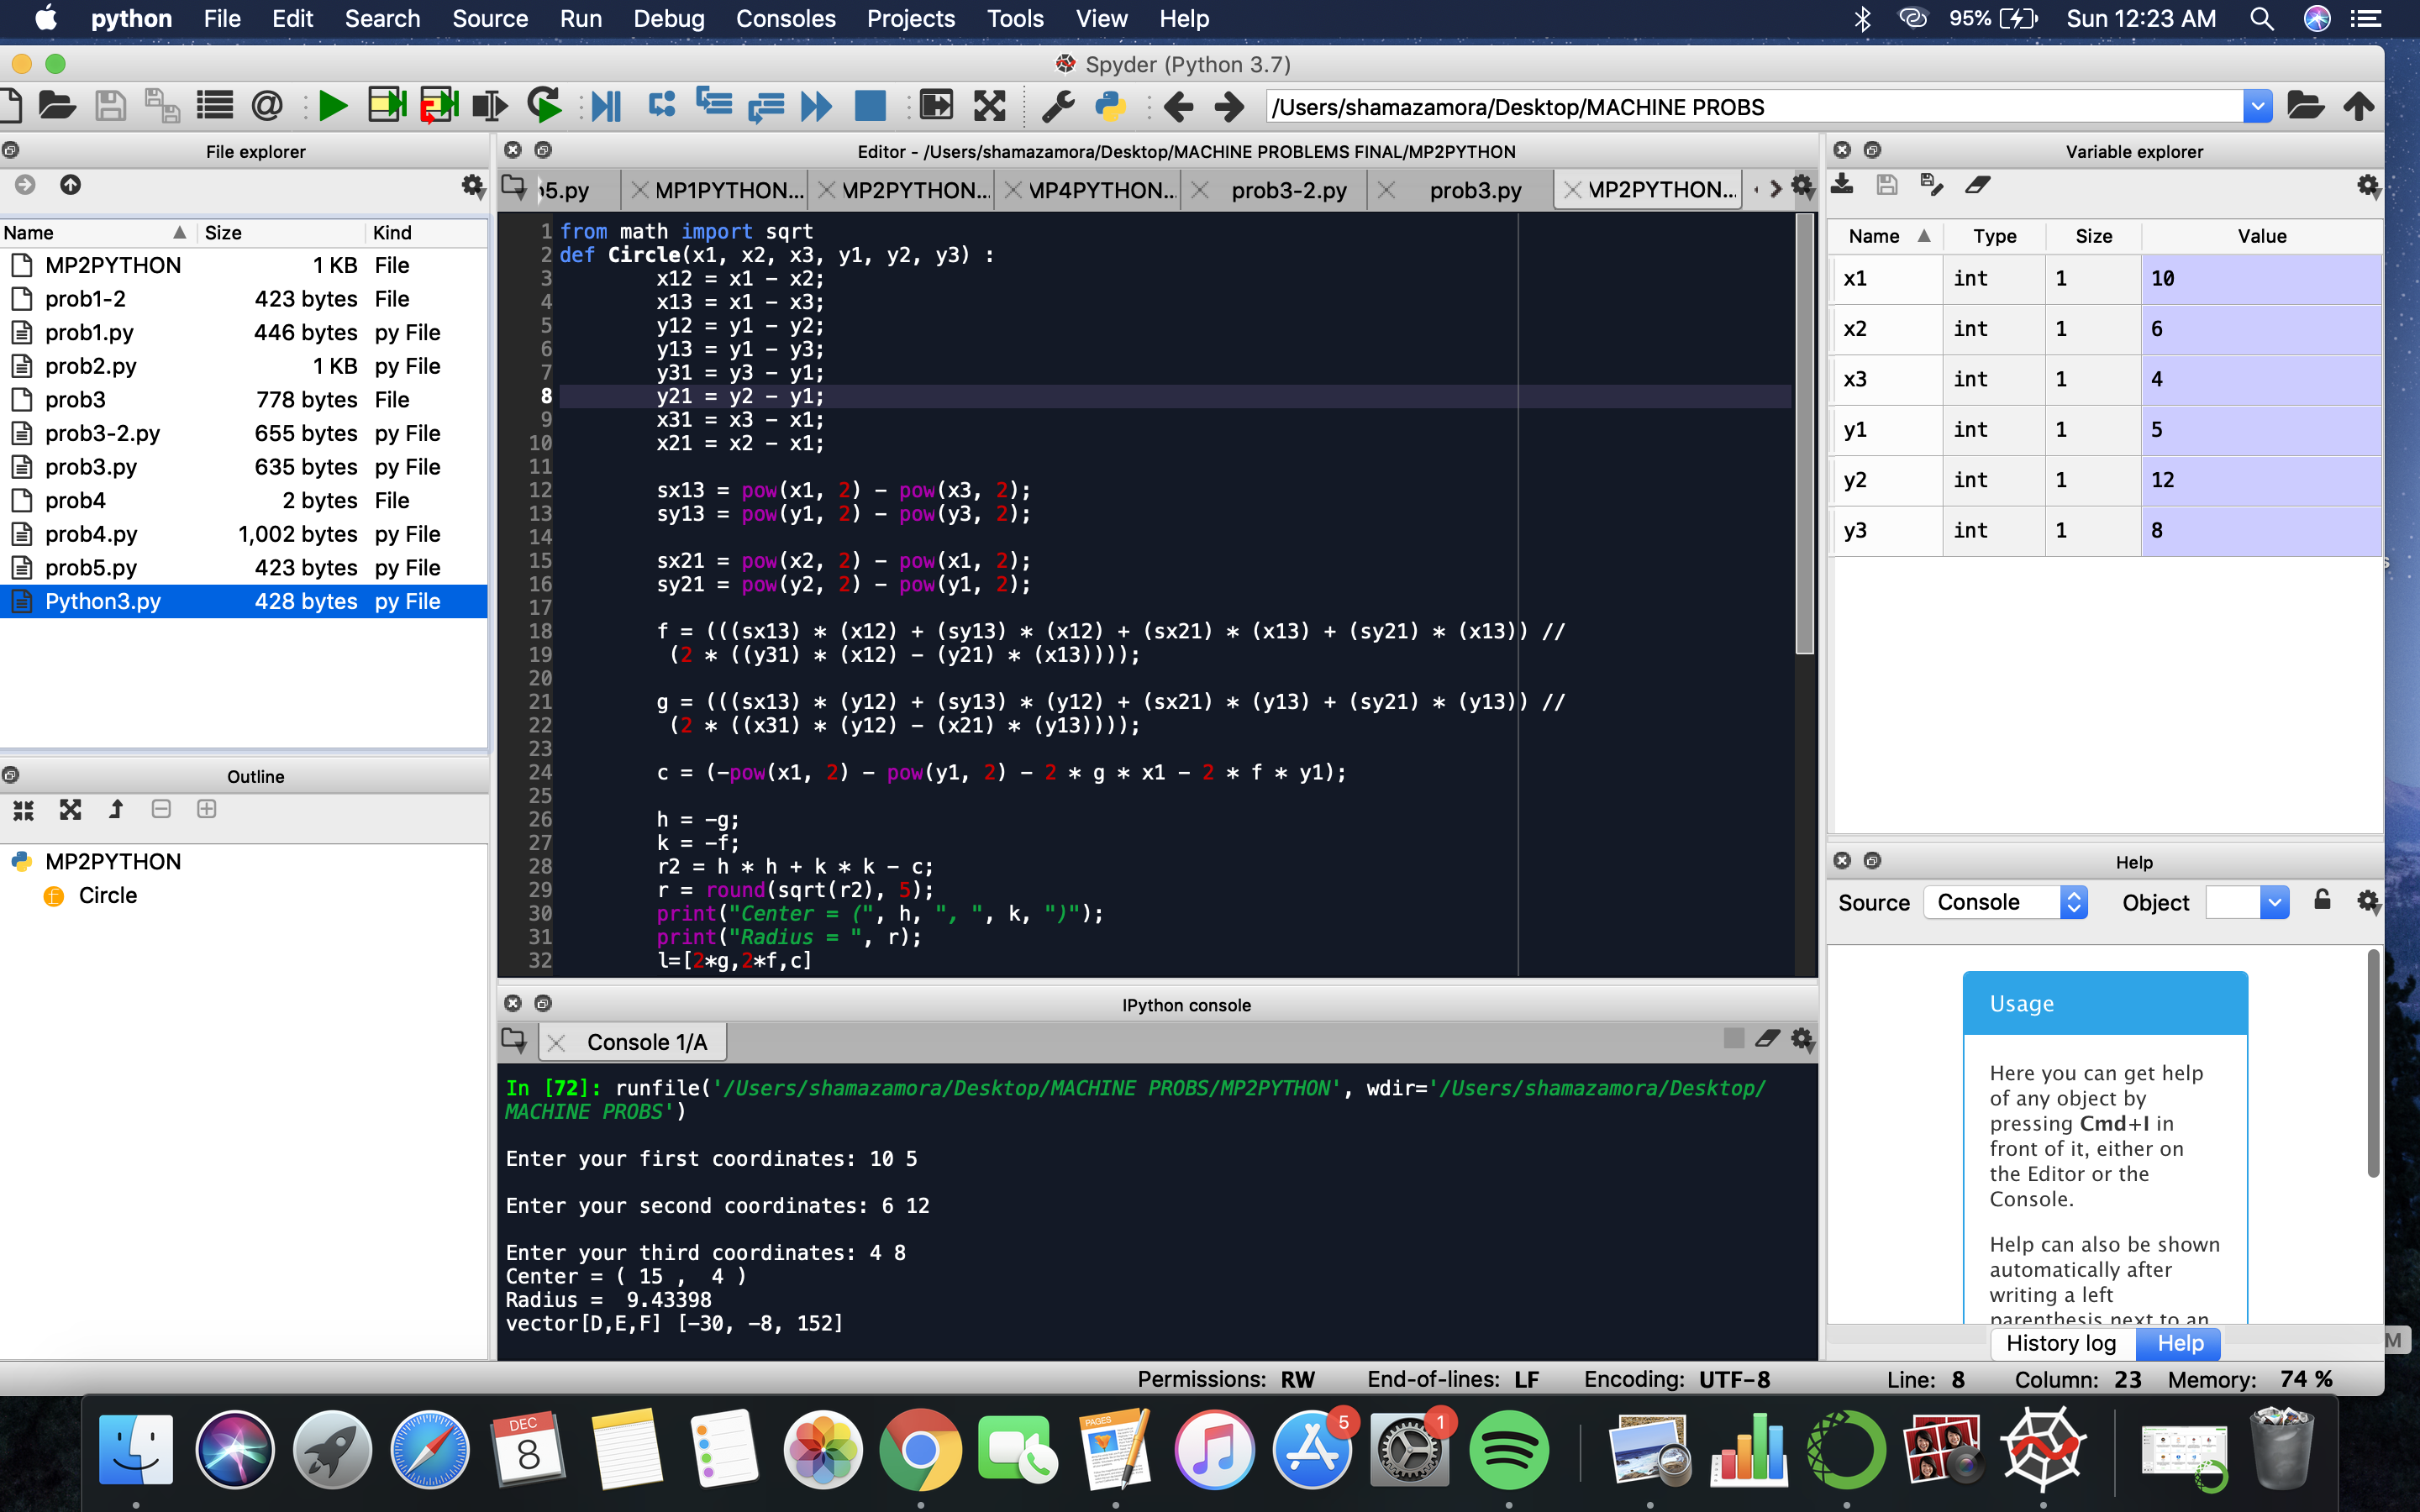 python File Edit Search Source Run Debug Consoles Projects Tools View Help 95% Sun 12:23 AM
Spyder (Python 3.7)
/Users/shamazamora/Desktop/MACHINE PROBS
File explorer
Name Size Kind
MP2PYTHON 1 KB File
prob1-2 423 bytes File
prob1.py 446 bytes py File
prob2.py 1 KB py File
prob3 778 bytes File
prob3-2.py 655 bytes py File
prob3.py 635 bytes py File
prob4 2 bytes File
prob4.py 1,002 bytes py File
prob5.py 423 bytes py File
Python3.py 428 bytes py File
Outline
MP2PYTHON
Circle
Editor - /Users/shamazamora/Desktop/MACHINE PROBLEMS FINAL/MP2PYTHON
5.py MP1PYTHON... MP2PYTHON... MP4PYTHON... prob3-2.py prob3.py MP2PYTHON...
1 from math import sqrt
2 def Circle(x1, x2, x3, y1, y2, y3) :
3 x12 = x1 - x2;
4 x13 = x1 - x3;
5 y12 = y1 - y2;
6 y13 = y1 - y3;
7 y31 = y3 - y1;
8 y21 = y2 - y1;
9 x31 = x3 - x1;
10 x21 = x2 - x1;
11
12 sx13 = pow(x1, 2) - pow(x3, 2);
13 sy13 = pow(y1, 2) - pow(y3, 2);
14
15 sx21 = pow(x2, 2) - pow(x1, 2);
16 sy21 = pow(y2, 2) - pow(y1, 2);
17
18 f = (((sx13) * (x12) + (sy13) * (x12) + (sx21) * (x13) + (sy21) * (x13)) //
19 (2 * ((y31) * (x12) - (y21) * (x13))));
20
21 g = (((sx13) * (y12) + (sy13) * (y12) + (sx21) * (y13) + (sy21) * (y13)) //
22 (2 * ((x31) * (y12) - (x21) * (y13))));
23
24 c = (-pow(x1, 2) - pow(y1, 2) - 2 * g * x1 - 2 * f * y1);
25
26 h = -g;
27 k = -f;
28 r2 = h * h + k * k - c;
29 r = round(sqrt(r2), 5);
30 print("Center = (", h, ", ", k, ")");
31 print("Radius = ", r);
32 l=[2*g,2*f,c]
IPython console
Console 1/A
In [72]: runfile('/Users/shamazamora/Desktop/MACHINE PROBS/MP2PYTHON', wdir='/Users/shamazamora/Desktop/
MACHINE PROBS')
Enter your first coordinates: 10 5
Enter your second coordinates: 6 12
Enter your third coordinates: 4 8
Center = ( 15 ,  4 )
Radius =  9.43398
vector[D,E,F] [-30, -8, 152]
Variable explorer
Name Type Size Value
x1 int 1 10
x2 int 1 6
x3 int 1 4
y1 int 1 5
y2 int 1 12
y3 int 1 8
Help
Source Console Object
Usage
Here you can get help
of any object by
pressing Cmd+I in
front of it, either on
the Editor or the
Console.
Help can also be shown
automatically after
writing a left
parenthesis next to an
History log Help
M
Permissions: RW End-of-lines: LF Encoding: UTF-8 Line: 8 Column: 23 Memory: 74 %
DEC
8
PAGES
5
1